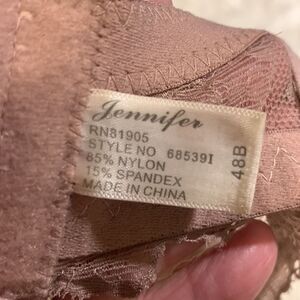 Jennifer
RN81905
STYLE NO 68539I
85% NYLON
15% SPANDEX
MADE IN CHINA
48B